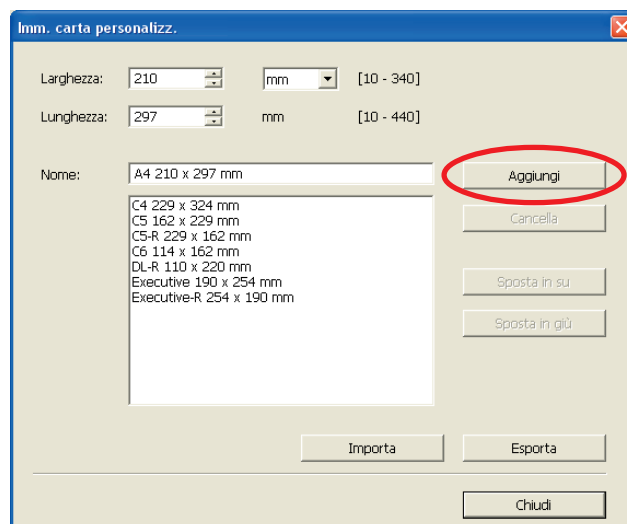 Imm. carta personalizz.
Larghezza: 210 mm [10 - 340]
Lunghezza: 297 mm [10 - 440]
Nome: A4 210 x 297 mm Aggiungi
C4 229 x 324 mm
C5 162 x 229 mm
C5-R 229 x 162 mm
C6 114 x 162 mm
DL-R 110 x 220 mm
Executive 190 x 254 mm
Executive-R 254 x 190 mm
Cancella
Sposta in su
Sposta in giù
Importa Esporta
Chiudi